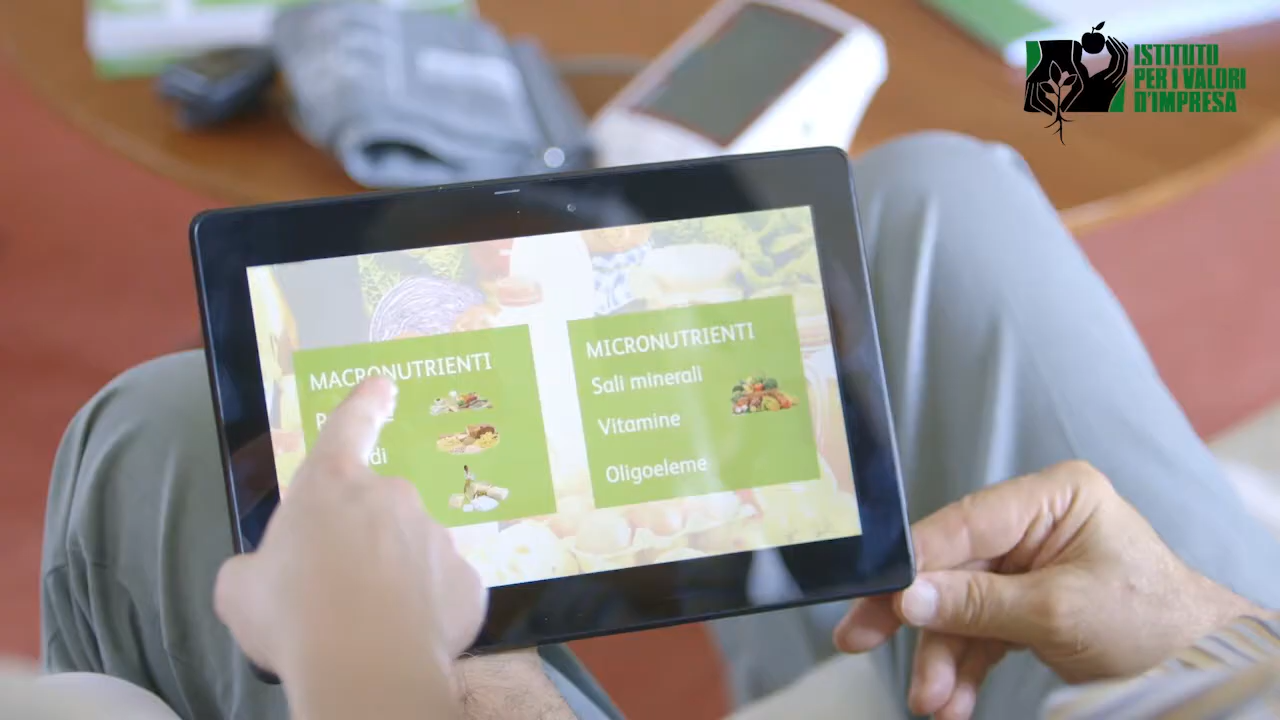 ISTITUTO
PER I VALORI
D'IMPRESA
MACRONUTRIENTI
MICRONUTRIENTI
Sali minerali
Vitamine
Oligoeleme